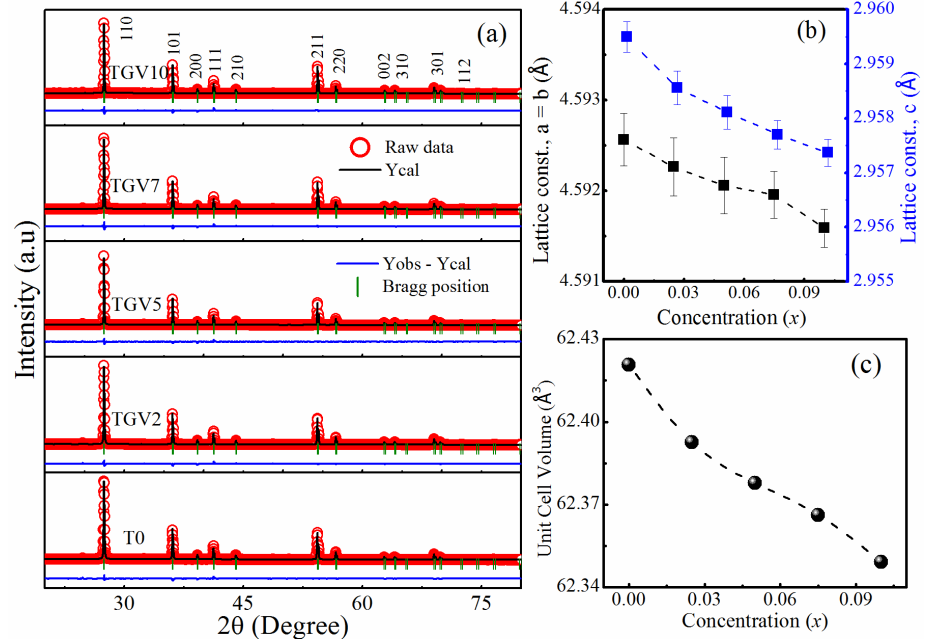 (a)
110
101
200
111
210
211
220
002
310
301
112
TGV10
Raw data
Ycal
TGV7
Yobs - Ycal
Bragg position
TGV5
TGV2
T0
Intensity (a.u)
30
45
60
75
2θ (Degree)
(b)
4.594
4.593
4.592
4.591
Lattice const., a = b (Å)
2.960
2.959
2.958
2.957
2.956
2.955
Lattice const., c (Å)
0.00
0.03
0.06
0.09
Concentration (x)
(c)
62.43
62.40
62.37
62.34
Unit Cell Volume (Å³)
0.00
0.03
0.06
0.09
Concentration (x)